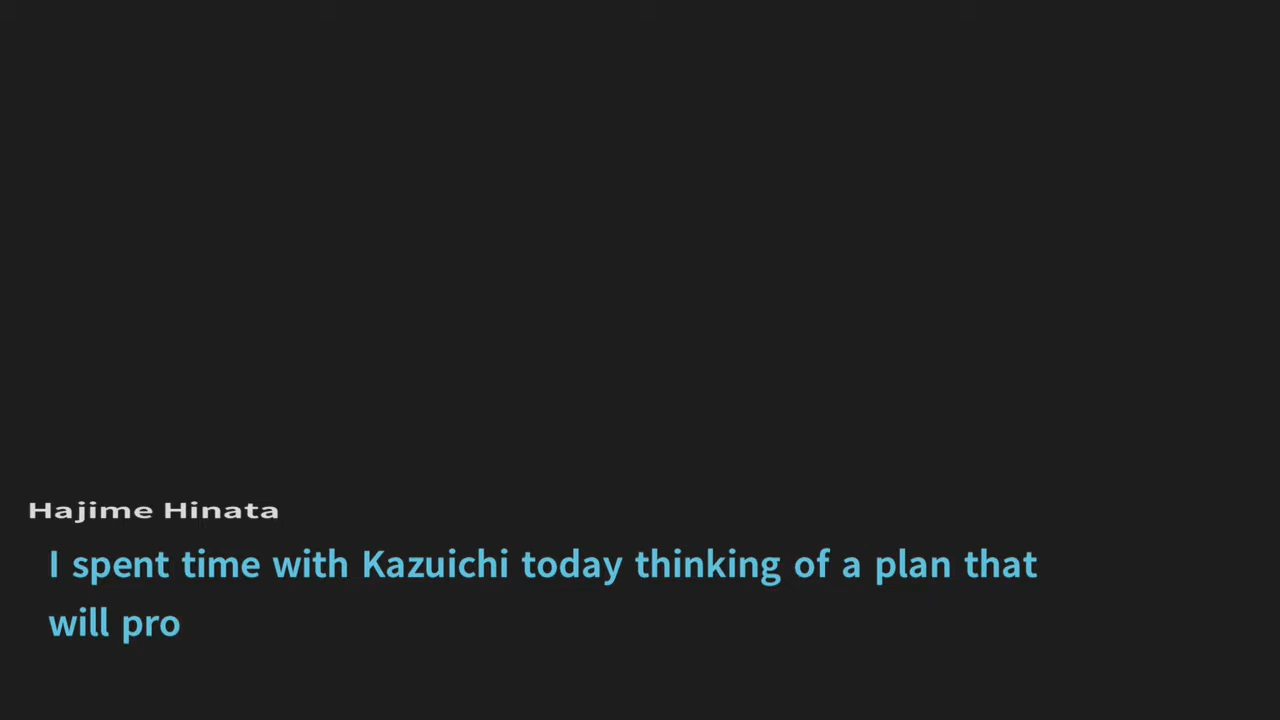 Hajime Hinata
I spent time with Kazuichi today thinking of a plan that
will pro